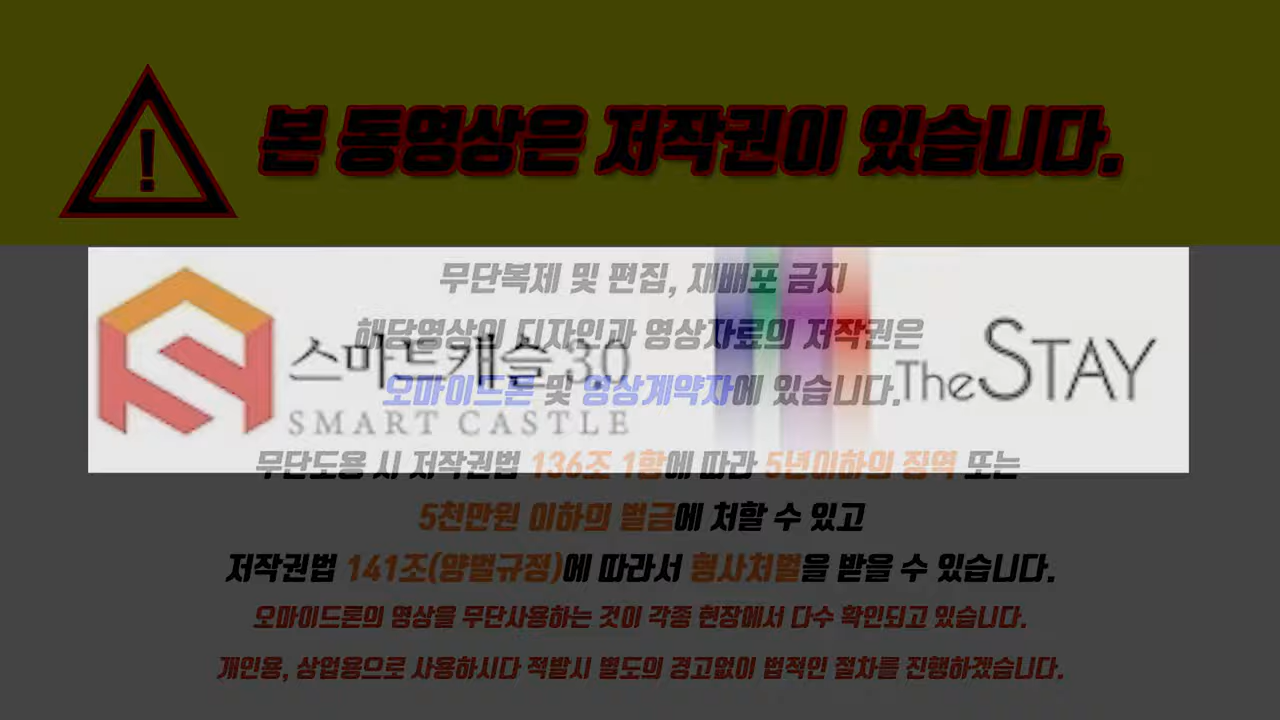 본 동영상은 저작권이 있습니다.
무단복제 및 편집, 재배포 금지
해당영상의 디자인과 영상자료의 저작권은
스마트캐슬 3.0
SMART CASTLE
The STAY
오마이드론 및 영상계약자에 있습니다.
무단도용 시 저작권법 136조 1항에 따라 5년이하의 징역 또는
5천만원 이하의 벌금에 처할 수 있고
저작권법 141조(양벌규정)에 따라서 형사처벌을 받을 수 있습니다.
오마이드론의 영상을 무단사용하는 것이 각종 현장에서 다수 확인되고 있습니다.
개인용, 상업용으로 사용하시다 적발시 별도의 경고없이 법적인 절차를 진행하겠습니다.